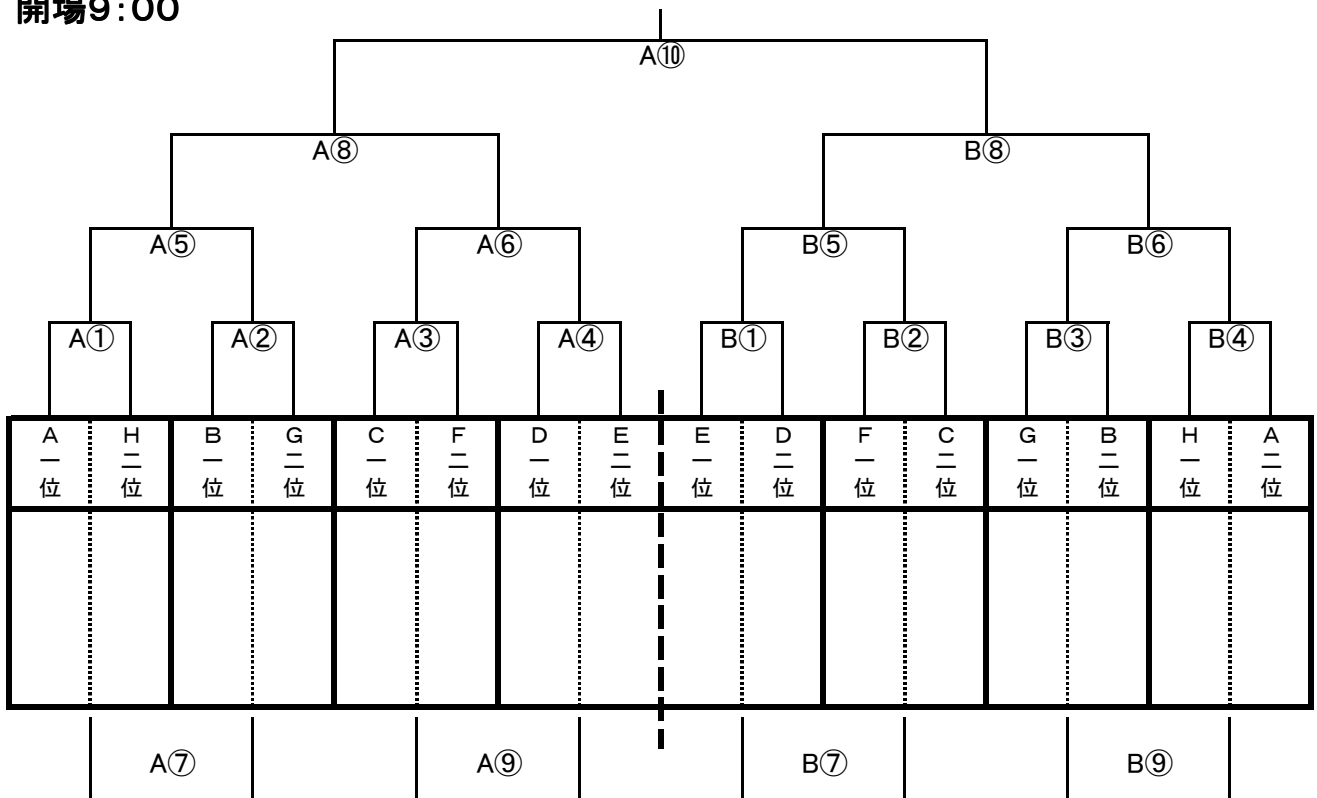 開場9:00
A⑩
A⑧ B⑧
A⑤ A⑥ B⑤ B⑥
A① A② A③ A④ B① B② B③ B④
A一位 H二位 B一位 G二位 C一位 F二位 D一位 E二位 E一位 D二位 F一位 C二位 G一位 B二位 H一位 A二位
A⑦ A⑨ B⑦ B⑨